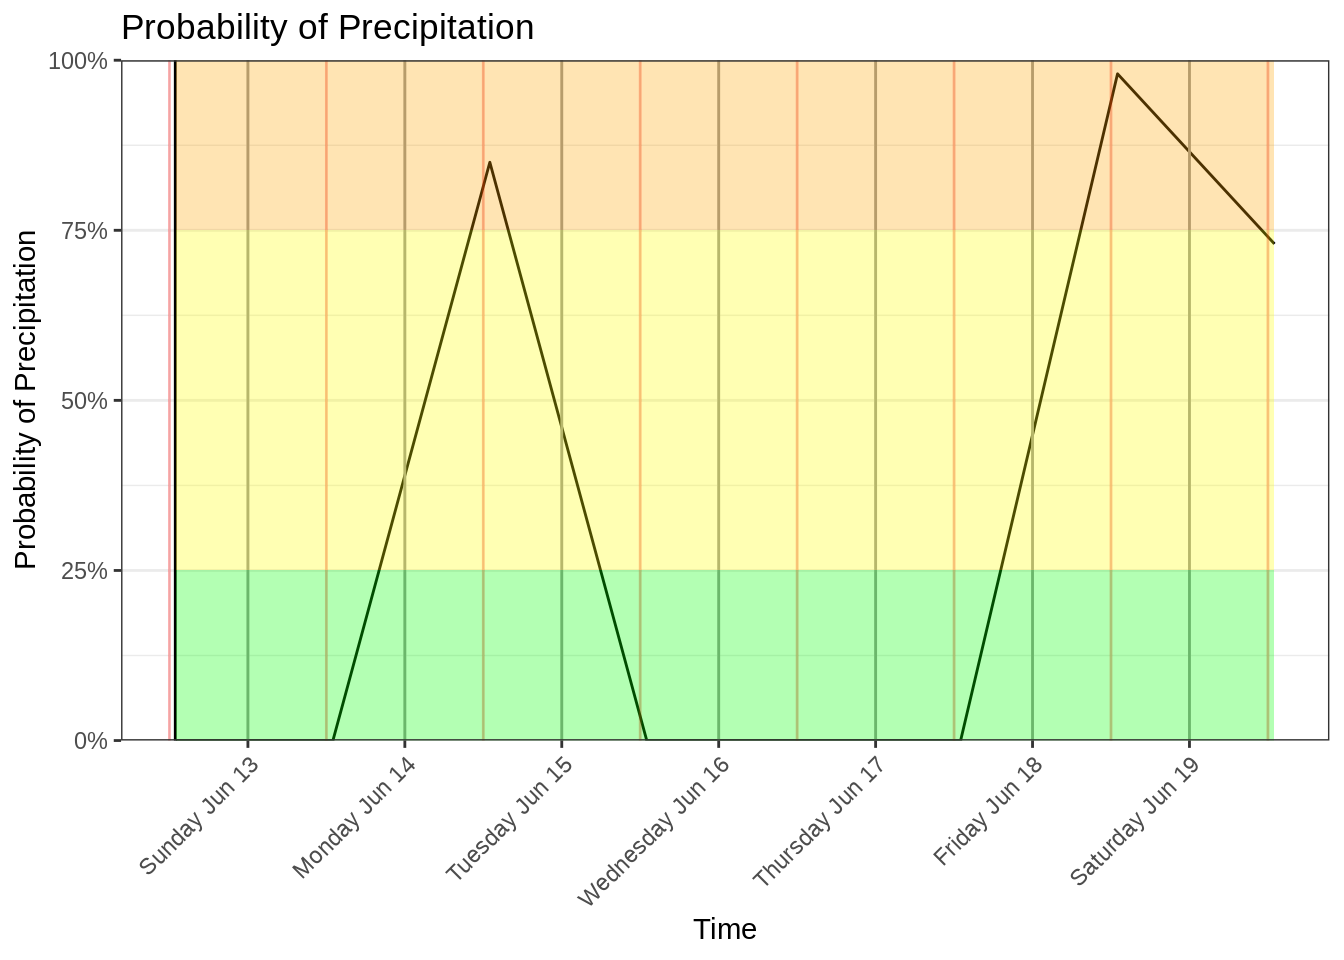 Probability of Precipitation
Probability of Precipitation
100%
75%
50%
25%
0%
Sunday Jun 13
Monday Jun 14
Tuesday Jun 15
Wednesday Jun 16
Thursday Jun 17
Friday Jun 18
Saturday Jun 19
Time